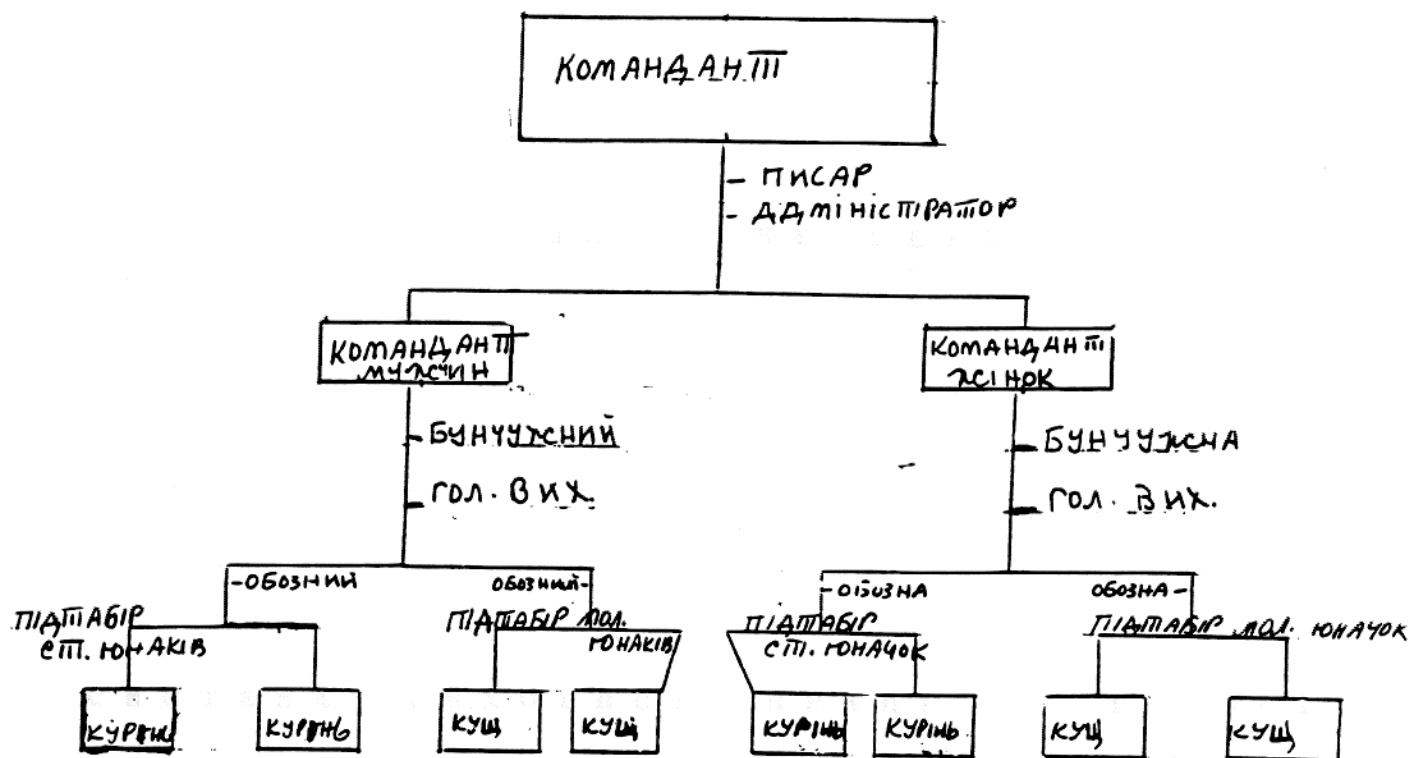 КОМАНДАНТ
- ПИСАР
- АДМІНІСТРАТОР
КОМАНДАНТ
МУЖЧИН
КОМАНДАНТ
ЖІНОК
- БУНЧУЖНИЙ
- БУНЧУЖНА
- ГОЛ. ВИХ.
- ГОЛ. ВИХ.
- ОБОЗНИЙ
ОБОЗНИЙ -
- ОБОЗНА
ОБОЗНА -
ПІДТАБІР
СТ. ЮНАКІВ
ПІДТАБІР МОЛ.
ЮНАКІВ
ПІДТАБІР
СТ. ЮНАЧОК
ПІДТАБІР МОЛ. ЮНАЧОК
КУРІНЬ
КУРІНЬ
КУЩ
КУЩ
КУРІНЬ
КУРІНЬ
КУЩ
КУЩ